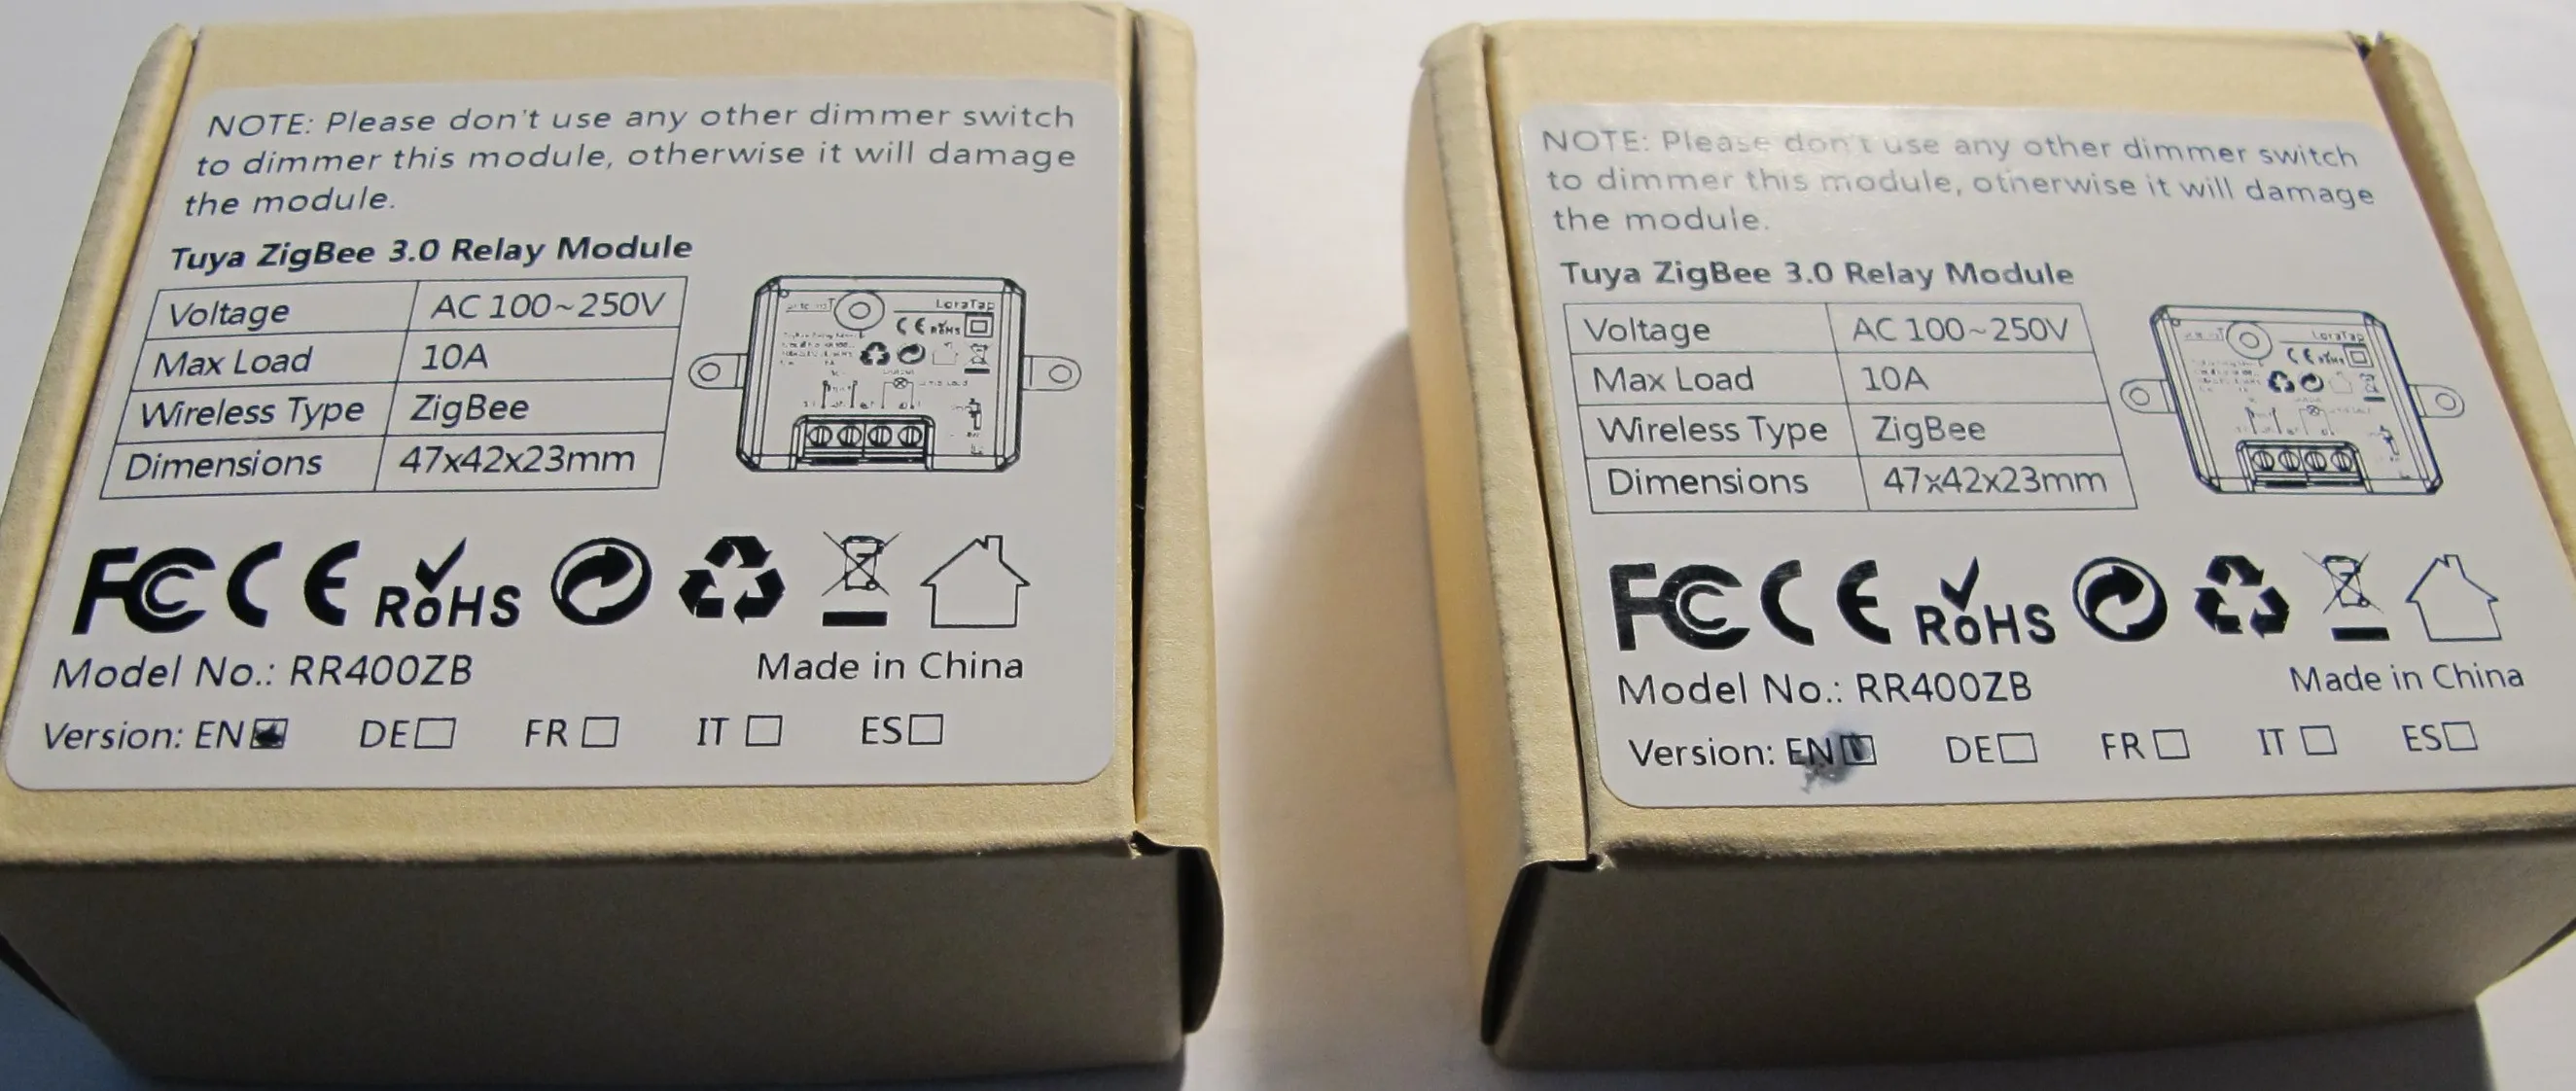 NOTE: Please don't use any other dimmer switch
to dimmer this module, otherwise it will damage
the module.
Tuya ZigBee 3.0 Relay Module
Voltage AC 100~250V
Max Load 10A
Wireless Type ZigBee
Dimensions 47x42x23mm
LoraTap
CE RoHS
FC CE RoHS
Model No.: RR400ZB Made in China
Version: EN DE FR IT ES
NOTE: Please don't use any other dimmer switch
to dimmer this module, otherwise it will damage
the module.
Tuya ZigBee 3.0 Relay Module
Voltage AC 100~250V
Max Load 10A
Wireless Type ZigBee
Dimensions 47x42x23mm
LoraTap
CE RoHS
FC CE RoHS
Model No.: RR400ZB Made in China
Version: EN DE FR IT ES